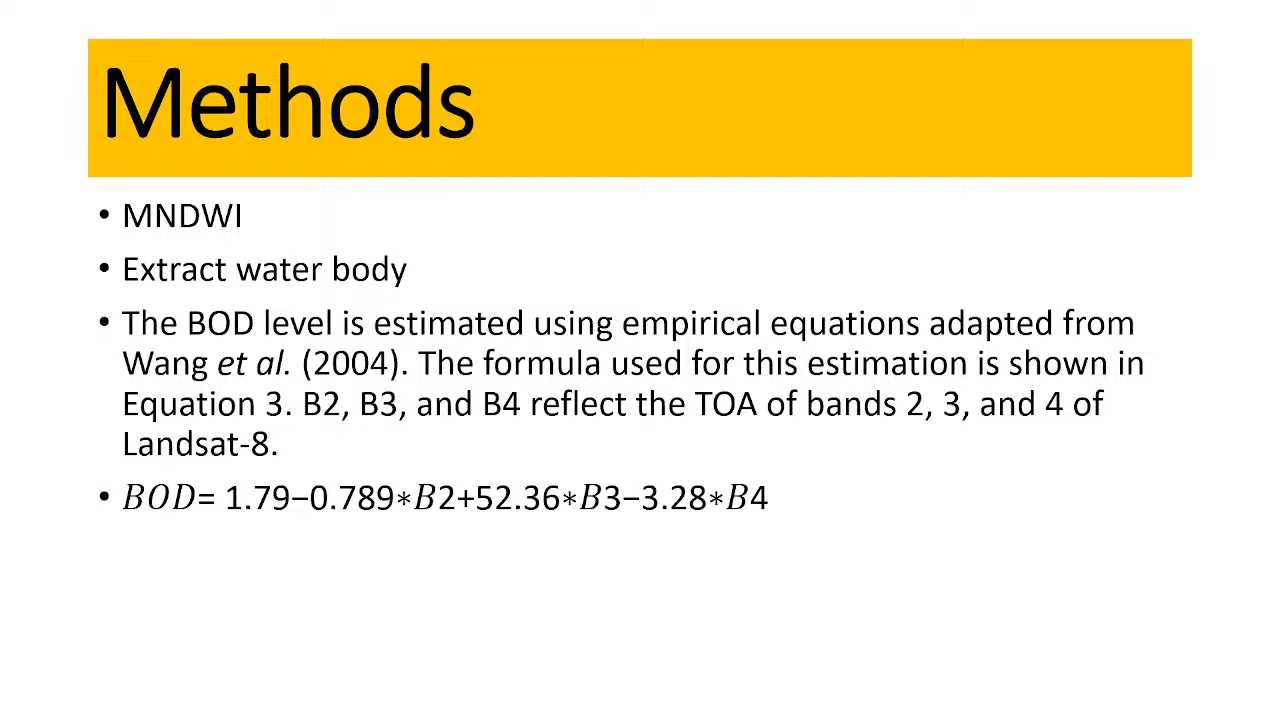 Methods
• MNDWI
• Extract water body
• The BOD level is estimated using empirical equations adapted from
Wang et al. (2004). The formula used for this estimation is shown in
Equation 3. B2, B3, and B4 reflect the TOA of bands 2, 3, and 4 of
Landsat-8.
• 𝐵𝑂𝐷= 1.79−0.789∗𝐵2+52.36∗𝐵3−3.28∗𝐵4